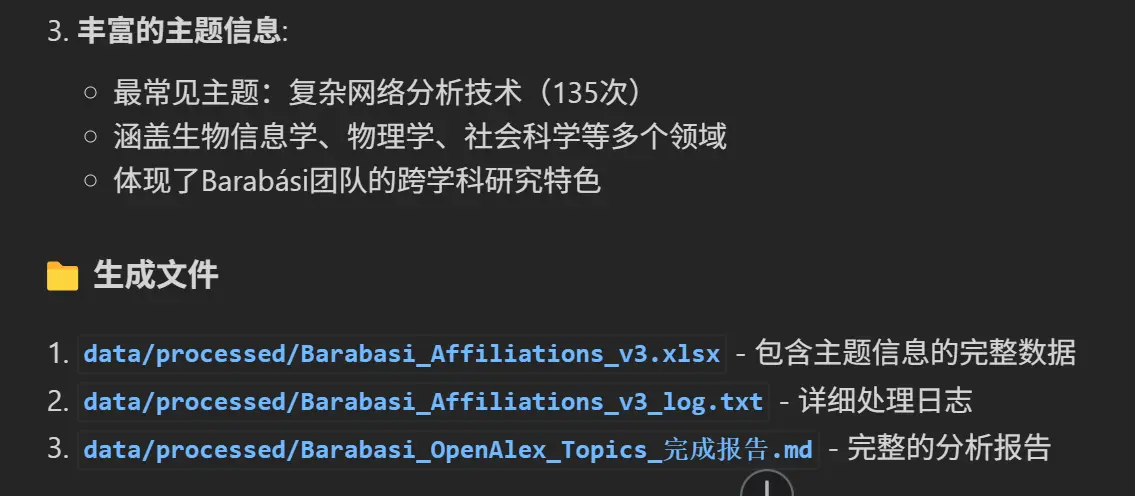 3. 丰富的主题信息:
○ 最常见主题：复杂网络分析技术（135次）
○ 涵盖生物信息学、物理学、社会科学等多个领域
○ 体现了Barabási团队的跨学科研究特色
📁 生成文件
1. data/processed/Barabasi_Affiliations_v3.xlsx - 包含主题信息的完整数据
2. data/processed/Barabasi_Affiliations_v3_log.txt - 详细处理日志
3. data/processed/Barabasi_OpenAlex_Topics_完成报告.md - 完整的分析报告